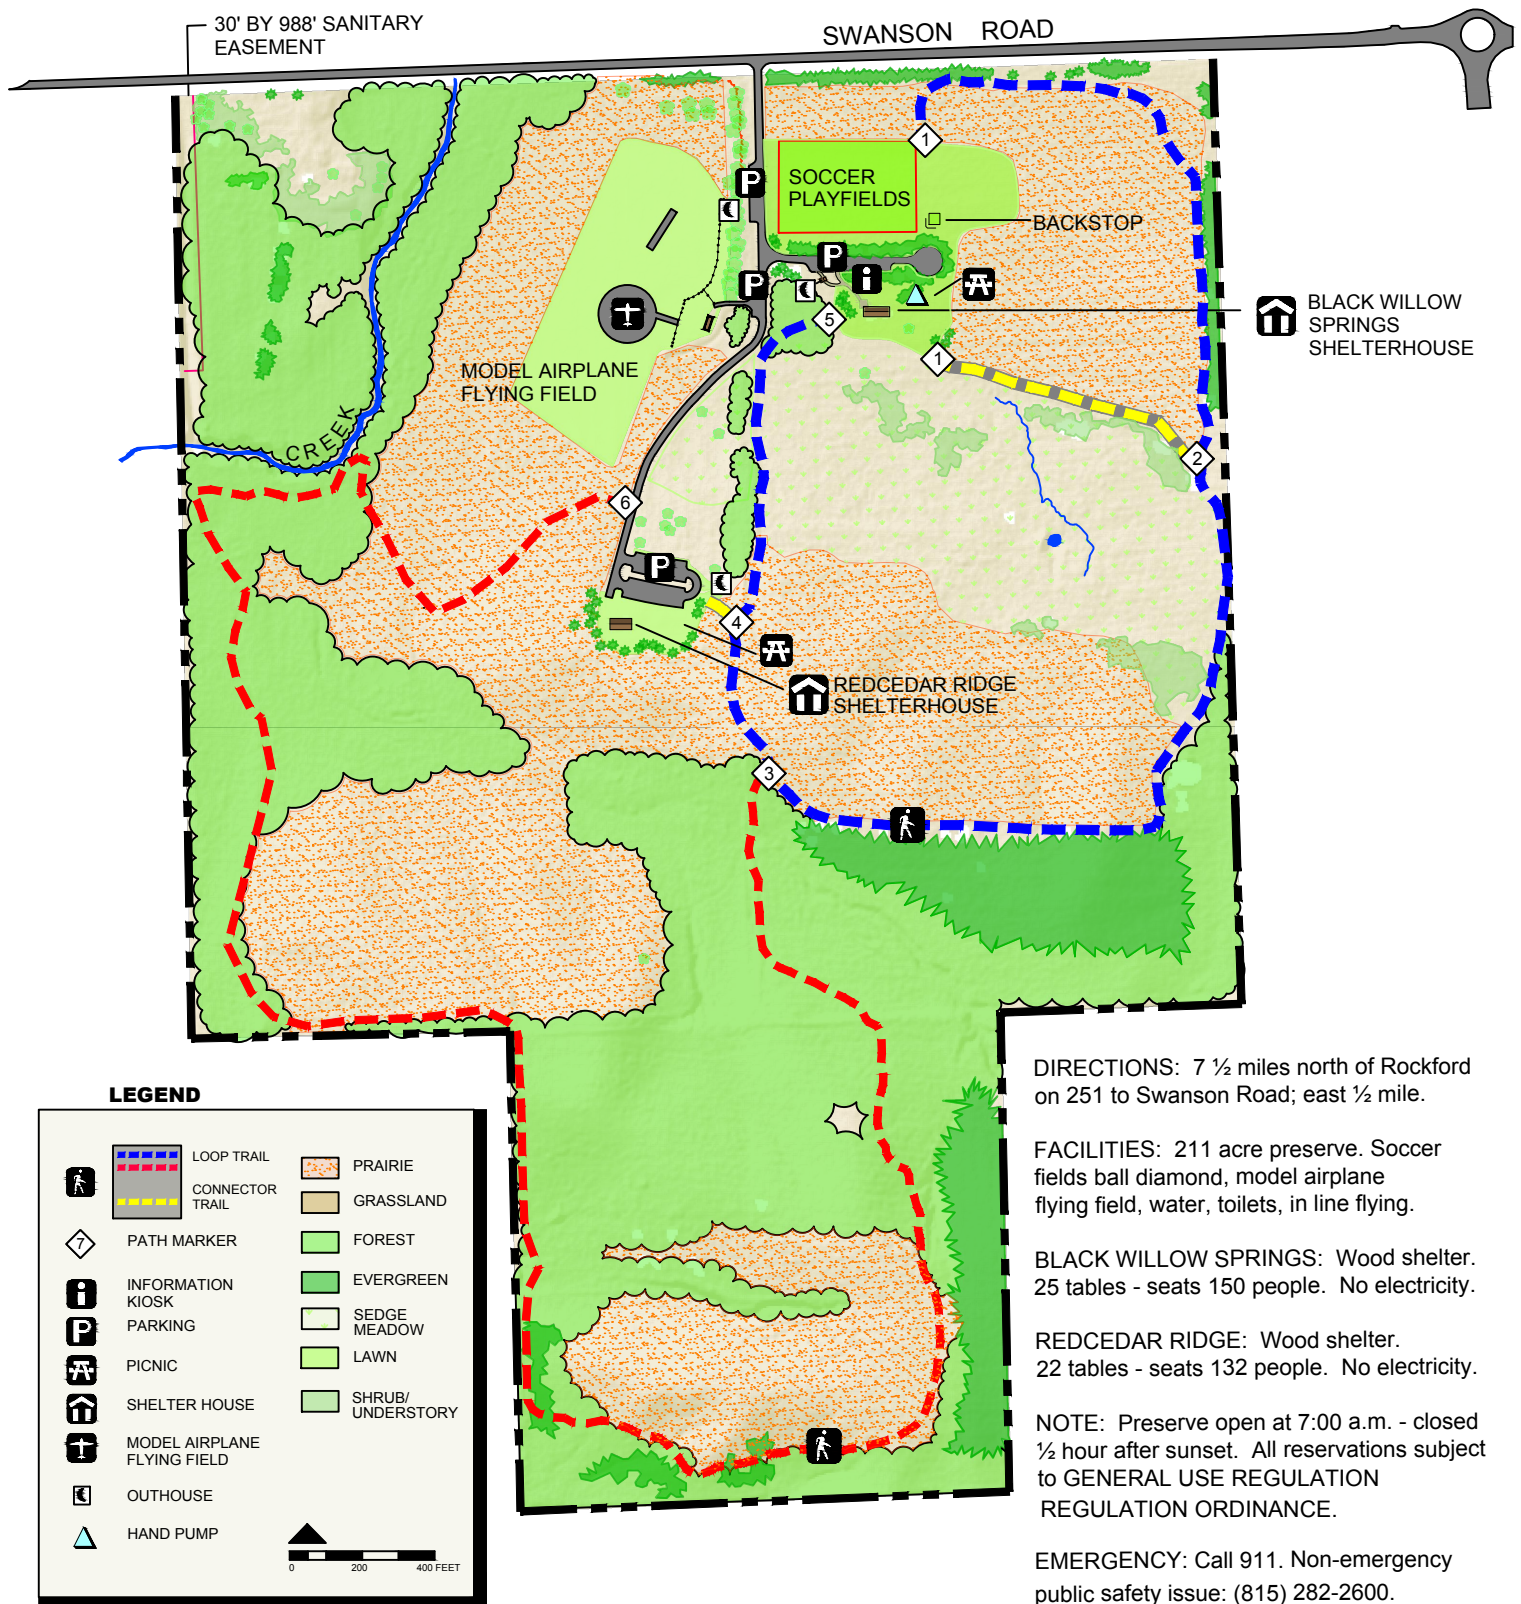 30' BY 988' SANITARY
EASEMENT
SWANSON ROAD
1
SOCCER
PLAYFIELDS
P
BACKSTOP
P
i
P
BLACK WILLOW
SPRINGS
SHELTERHOUSE
5
1
MODEL AIRPLANE
FLYING FIELD
CREEK
2
6
P
4
REDCEDAR RIDGE
SHELTERHOUSE
3
DIRECTIONS: 7 ½ miles north of Rockford
on 251 to Swanson Road; east ½ mile.
FACILITIES: 211 acre preserve. Soccer
fields ball diamond, model airplane
flying field, water, toilets, in line flying.
BLACK WILLOW SPRINGS: Wood shelter.
25 tables - seats 150 people. No electricity.
REDCEDAR RIDGE: Wood shelter.
22 tables - seats 132 people. No electricity.
NOTE: Preserve open at 7:00 a.m. - closed
½ hour after sunset. All reservations subject
to GENERAL USE REGULATION
REGULATION ORDINANCE.
EMERGENCY: Call 911. Non-emergency
public safety issue: (815) 282-2600.
LEGEND
LOOP TRAIL
CONNECTOR
TRAIL
7 PATH MARKER
i INFORMATION
KIOSK
P PARKING
PICNIC
SHELTER HOUSE
MODEL AIRPLANE
FLYING FIELD
OUTHOUSE
HAND PUMP
PRAIRIE
GRASSLAND
FOREST
EVERGREEN
SEDGE
MEADOW
LAWN
SHRUB/
UNDERSTORY
0 200 400 FEET